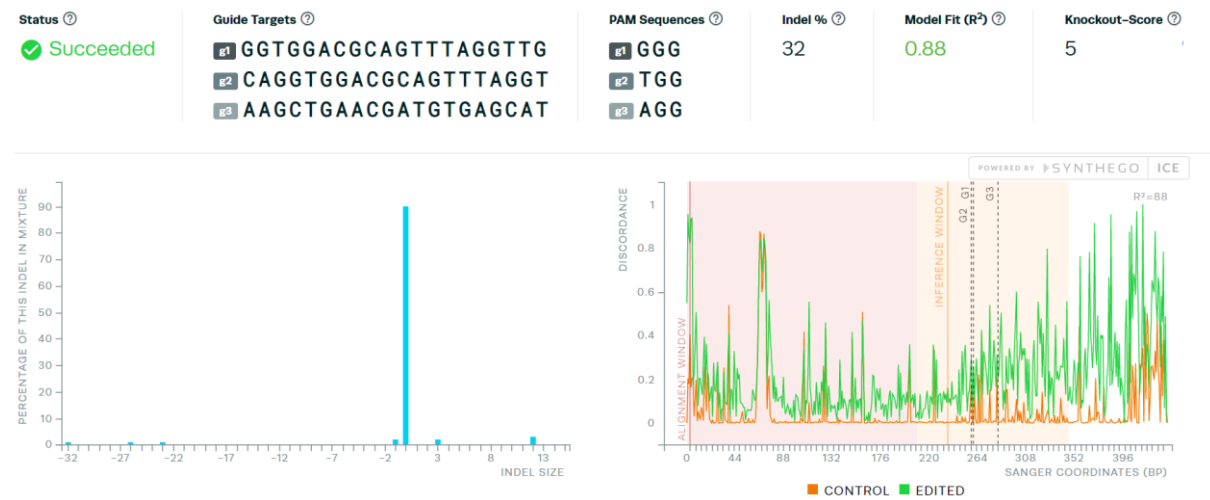 Status ? Guide Targets ? PAM Sequences ? Indel % ? Model Fit (R²) ? Knockout-Score ?
Succeeded g1 GGTGGACGCAGTTTAGGTTG g1 GGG 32 0.88 5
g2 CAGGTGGACGCAGTTTAGGT g2 TGG
g3 AAGCTGAACGATGTGAGCAT g3 AGG
POWERED BY SYNTHEGO ICE
PERCENTAGE OF THIS INDEL IN MIXTURE
90
80
70
60
50
40
30
20
10
0
-32 -27 -22 -17 -12 -7 -2 3 8 13
INDEL SIZE
DISCORDANCE
1
0.8
0.6
0.4
0.2
0
ALIGNMENT WINDOW
INFERENCE WINDOW
G2
G1
G3
R²=88
0 44 88 132 176 220 264 308 352 396
SANGER COORDINATES (BP)
CONTROL EDITED